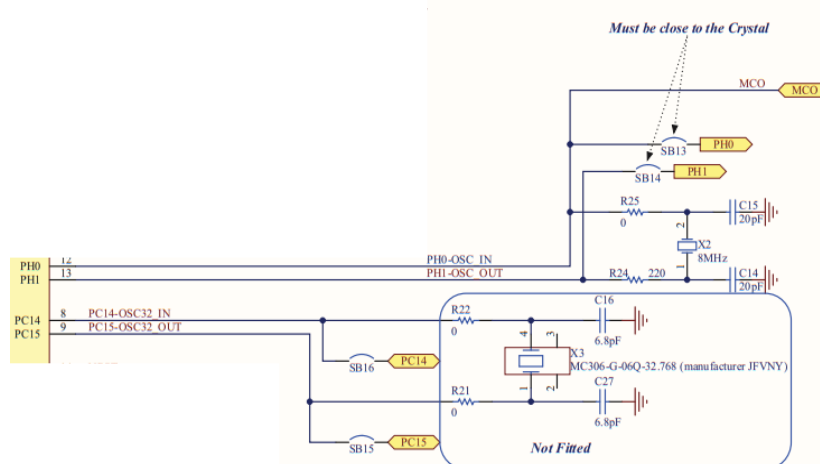 Must be close to the Crystal
MCO
MCO
SB13
PH0
SB14
PH1
R25
0
C15
20pF
2
X2
8MHz
1
R24
220
C14
20pF
PH0
12
PH0-OSC_IN
PH1
13
PH1-OSC_OUT
PC14
8
PC14-OSC32_IN
PC15
9
PC15-OSC32_OUT
R22
0
C16
6.8pF
4
3
X3
MC306-G-06Q-32.768 (manufacturer JFVNY)
SB16
PC14
1
2
R21
0
C27
6.8pF
SB15
PC15
Not Fitted